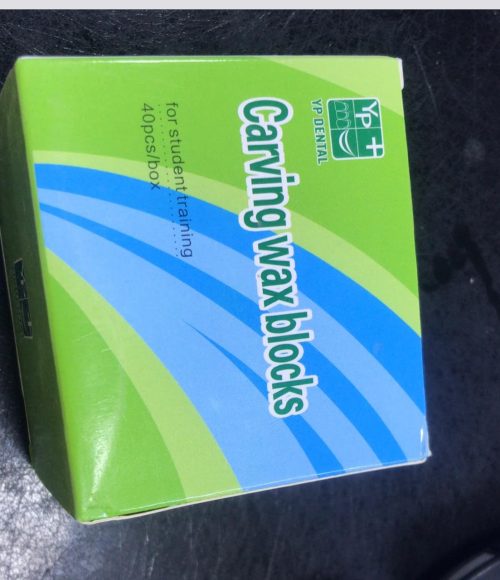 YP
YP DENTAL
Carving wax blocks
for student training
40pcs/box